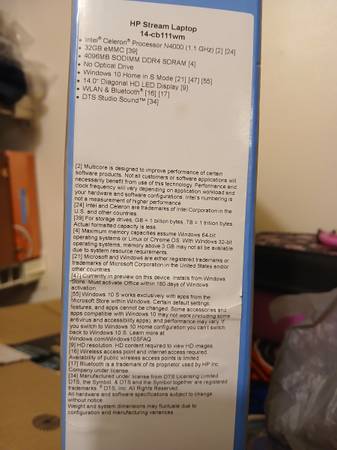 HP Stream Laptop
14-cb111wm
• Intel® Celeron® Processor N4000 (1.1 GHz) [2] [24]
• 32GB eMMC [39]
• 4096MB SODIMM DDR4 SDRAM [4]
• No Optical Drive
• Windows 10 Home in S Mode [21] [47] [55]
• 14.0" Diagonal HD LED Display [9]
• WLAN & Bluetooth® [16] [17]
• DTS Studio Sound™ [34]
[2] Multicore is designed to improve performance of certain
software products. Not all customers or software applications will
necessarily benefit from use of this technology. Performance and
clock frequency will vary depending on application workload and
your hardware and software configurations. Intel's numbering is
not a measurement of higher performance
[24] Intel and Celeron are trademarks of Intel Corporation in the
U.S. and other countries.
[39] For storage drives, GB = 1 billion bytes. TB = 1 trillion bytes.
Actual formatted capacity is less.
[4] Maximum memory capacities assume Windows 64-bit
operating systems or Linux or Chrome OS. With Windows 32-bit
operating systems, memory above 3 GB may not all be available
due to system resource requirements.
[21] Microsoft and Windows are either registered trademarks or
trademarks of Microsoft Corporation in the United States and/or
other countries.
[47] Currently in preview on this device. Installs from Windows
Store. Must activate Office within 180 days of Windows
activation.
[55] Windows 10 S works exclusively with apps from the
Microsoft Store within Windows. Certain default settings,
features, and apps cannot be changed. Some accessories and
apps compatible with Windows 10 may not work (including some
antivirus and accessibility apps), and performance may vary. If
you switch to Windows 10 Home configuration you can't switch
back to Windows 10 S. Learn more at
Windows.com/Windows10SFAQ
[9] HD resolution. HD content required to view HD images.
[16] Wireless access point and internet access required.
Availability of public wireless access points is limited.
[17] Bluetooth is a trademark of its proprietor used by HP Inc.
Company under license.
[34] Manufactured under license from DTS Licensing Limited.
DTS, the Symbol, & DTS and the Symbol together are registered
trademarks. © DTS, Inc. All Rights Reserved.
All hardware and software specifications subject to change
without notice.
Weight and system dimensions may fluctuate due to
configuration and manufacturing variances